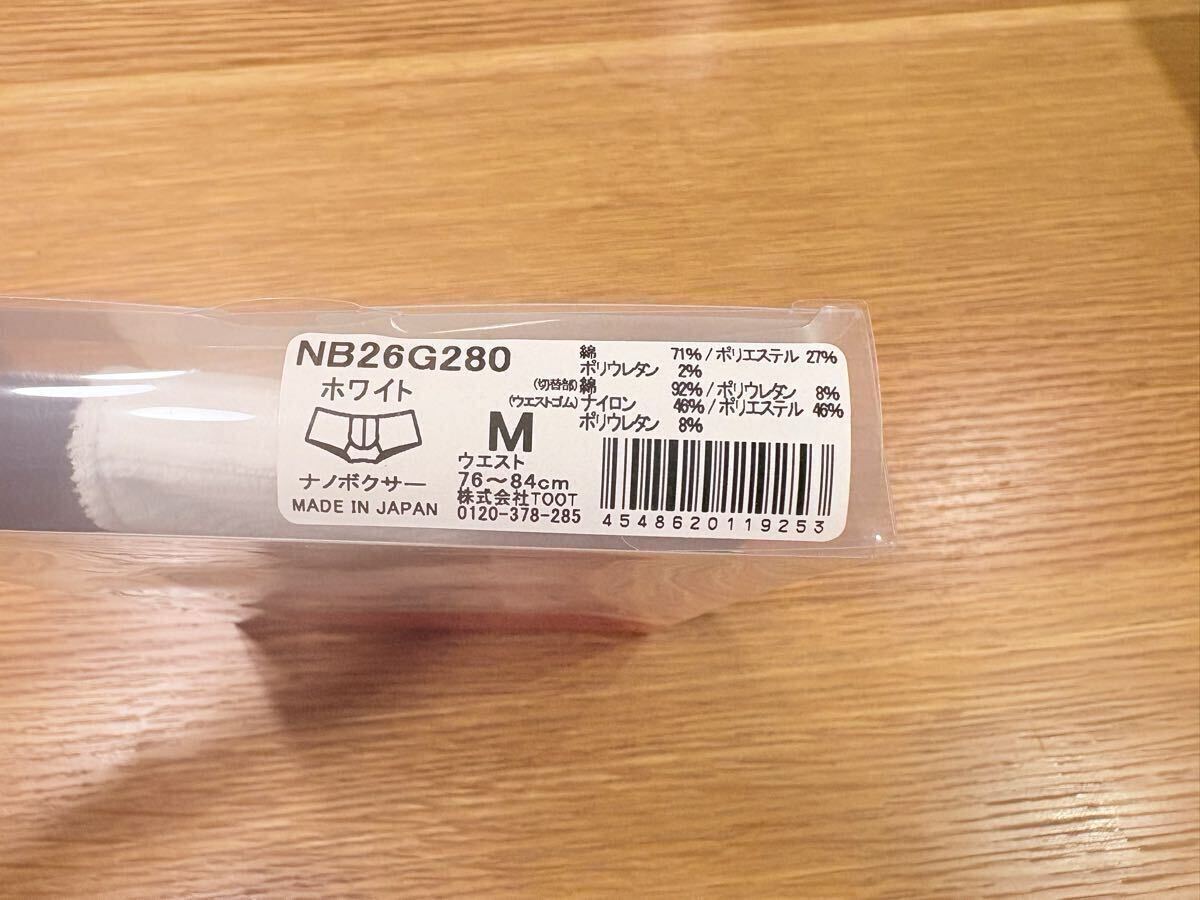 NB26G280
ホワイト
ナノボクサー
MADE IN JAPAN
M
ウエスト
76～84cm
株式会社TOOT
0120-378-285
綿 71%/ポリエステル 27%
ポリウレタン 2%
(切替部)綿 92%/ポリウレタン 8%
(ウエストゴム)ナイロン 46%/ポリエステル 46%
ポリウレタン 8%
4548620119253